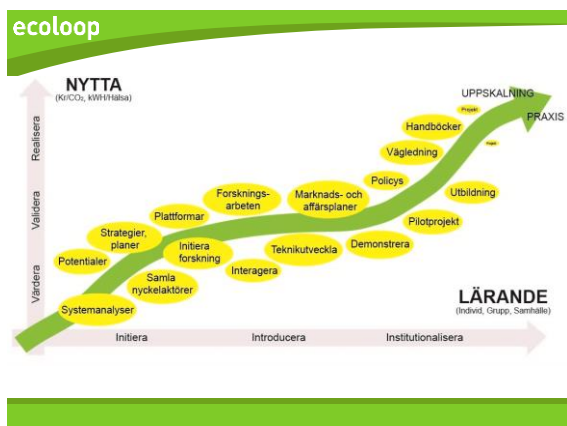 ecoloop
NYTTA
(Kr/CO₂, kWH/Hälsa)
UPPSKALNING
PRAXIS
Projekt
Handböcker
Vägledning
Policys
Utbildning
Pilotprojekt
Marknads- och
affärsplaner
Demonstrera
Forsknings-
arbeten
Teknikutveckla
Plattformar
Initiera
forskning
Interagera
Strategier,
planer
Samla
nyckelaktörer
Potentialer
Systemanalyser
Realisera
Validera
Värdera
LÄRANDE
(Individ, Grupp, Samhälle)
Initiera
Introducera
Institutionalisera